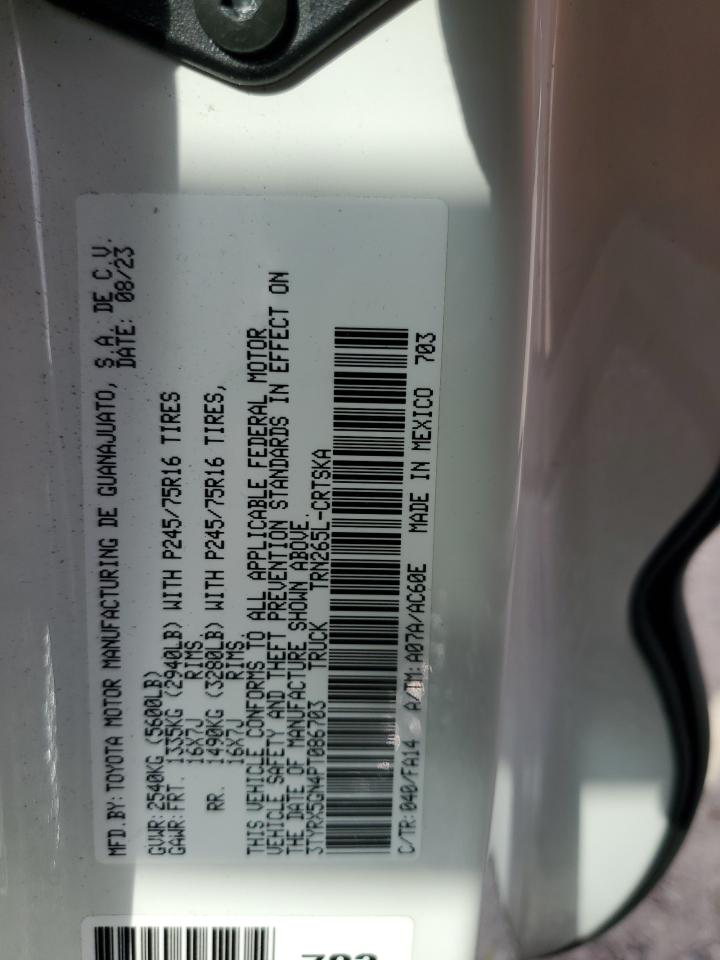 MFD.BY:TOYOTA MOTOR MANUFACTURING DE GUANAJUATO, S.A. DE C.V.
DATE: 08/23
GVWR:2540KG (5600LB)
GAWR:FRT. 1335KG (2940LB) WITH P245/75R16 TIRES
16X7J RIMS
RR. 1490KG (3280LB) WITH P245/75R16 TIRES,
16X7J RIMS
THIS VEHICLE CONFORMS TO ALL APPLICABLE FEDERAL MOTOR
VEHICLE SAFETY AND THEFT PREVENTION STANDARDS IN EFFECT ON
THE DATE OF MANUFACTURE SHOWN ABOVE.
3TYRX5GN4PT086703 TRUCK TRN265L-CRTSKA
C/TR:040/FA14 A/TM:A07A/AC60E MADE IN MEXICO 703